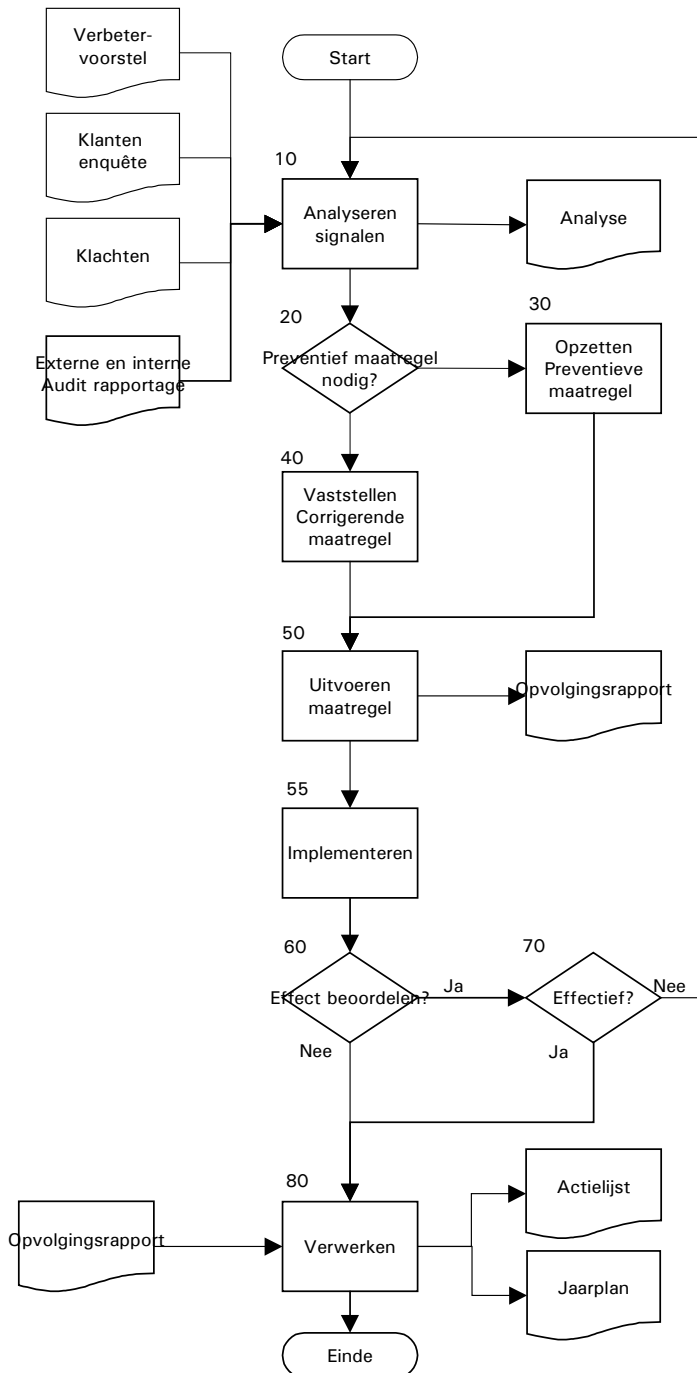 Verbeter-
voorstel
Start
Klanten
enquête
10
Analyseren
signalen
Analyse
Klachten
20
30
Externe en interne
Audit rapportage
Preventief maatregel
nodig?
Opzetten
Preventieve
maatregel
40
Vaststellen
Corrigerende
maatregel
50
Uitvoeren
maatregel
Opvolgingsrapport
55
Implementeren
60
70
Effect beoordelen?
Ja
Effectief?
Nee
Nee
Ja
80
Opvolgingsrapport
Verwerken
Actielijst
Jaarplan
Einde